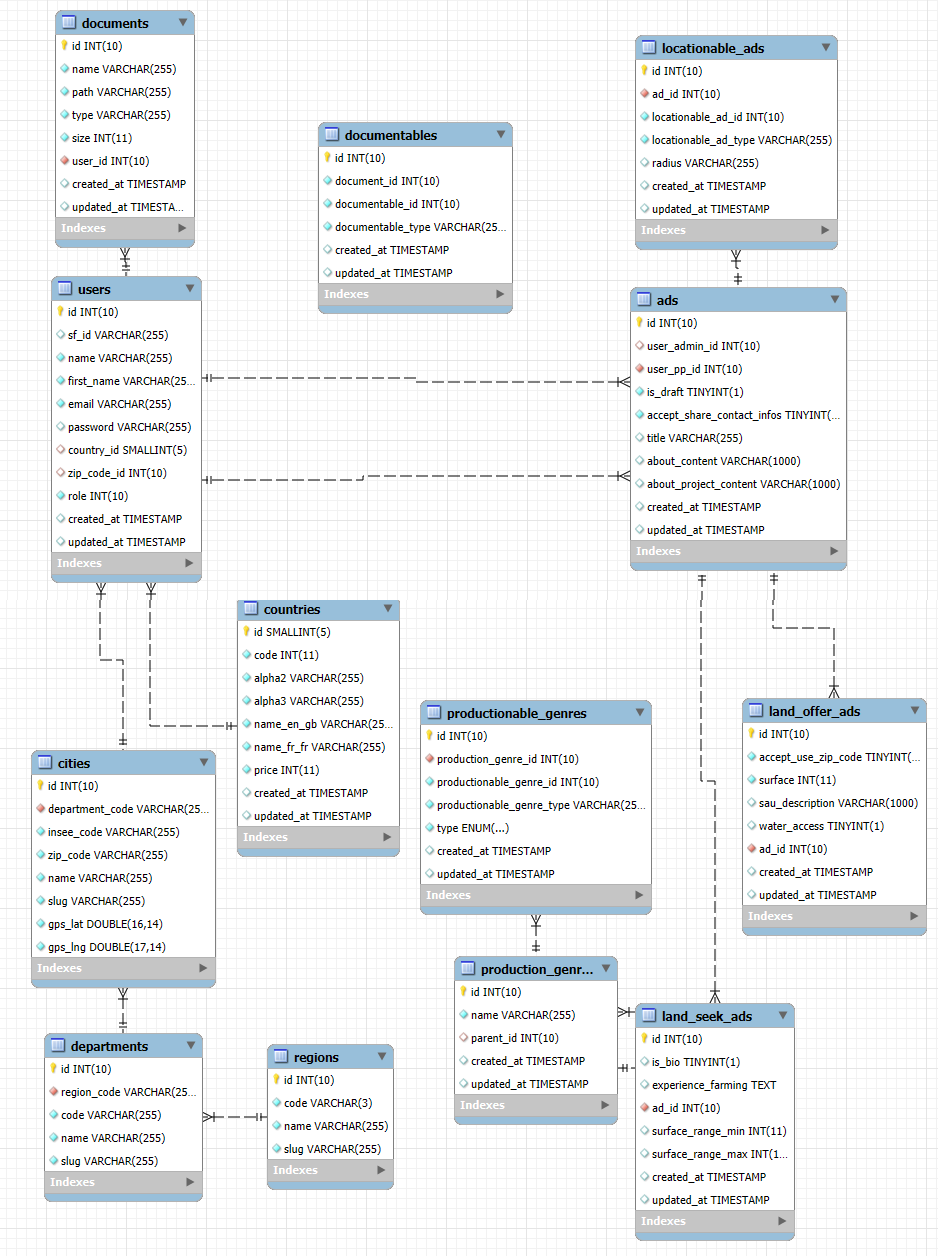 documents
id INT(10)
name VARCHAR(255)
path VARCHAR(255)
type VARCHAR(255)
size INT(11)
user_id INT(10)
created_at TIMESTAMP
updated_at TIMESTA...
Indexes
locationable_ads
id INT(10)
ad_id INT(10)
locationable_ad_id INT(10)
locationable_ad_type VARCHAR(255)
radius VARCHAR(255)
created_at TIMESTAMP
updated_at TIMESTAMP
Indexes
documentables
id INT(10)
document_id INT(10)
documentable_id INT(10)
documentable_type VARCHAR(25...
created_at TIMESTAMP
updated_at TIMESTAMP
Indexes
users
id INT(10)
sf_id VARCHAR(255)
name VARCHAR(255)
first_name VARCHAR(25...
email VARCHAR(255)
password VARCHAR(255)
country_id SMALLINT(5)
zip_code_id INT(10)
role INT(10)
created_at TIMESTAMP
updated_at TIMESTAMP
Indexes
ads
id INT(10)
user_admin_id INT(10)
user_pp_id INT(10)
is_draft TINYINT(1)
accept_share_contact_infos TINYINT(...
title VARCHAR(255)
about_content VARCHAR(1000)
about_project_content VARCHAR(1000)
created_at TIMESTAMP
updated_at TIMESTAMP
Indexes
countries
id SMALLINT(5)
code INT(11)
alpha2 VARCHAR(255)
alpha3 VARCHAR(255)
name_en_gb VARCHAR(25...
name_fr_fr VARCHAR(255)
price INT(11)
created_at TIMESTAMP
updated_at TIMESTAMP
Indexes
productionable_genres
id INT(10)
production_genre_id INT(10)
productionable_genre_id INT(10)
productionable_genre_type VARCHAR(25...
type ENUM(...)
created_at TIMESTAMP
updated_at TIMESTAMP
Indexes
land_offer_ads
id INT(10)
accept_use_zip_code TINYINT(...
surface INT(11)
sau_description VARCHAR(1000)
water_access TINYINT(1)
ad_id INT(10)
created_at TIMESTAMP
updated_at TIMESTAMP
Indexes
cities
id INT(10)
department_code VARCHAR(25...
insee_code VARCHAR(255)
zip_code VARCHAR(255)
name VARCHAR(255)
slug VARCHAR(255)
gps_lat DOUBLE(16,14)
gps_lng DOUBLE(17,14)
Indexes
production_genr...
id INT(10)
name VARCHAR(255)
parent_id INT(10)
created_at TIMESTAMP
updated_at TIMESTAMP
Indexes
land_seek_ads
id INT(10)
is_bio TINYINT(1)
experience_farming TEXT
ad_id INT(10)
surface_range_min INT(11)
surface_range_max INT(1...
created_at TIMESTAMP
updated_at TIMESTAMP
Indexes
departments
id INT(10)
region_code VARCHAR(25...
code VARCHAR(255)
name VARCHAR(255)
slug VARCHAR(255)
Indexes
regions
id INT(10)
code VARCHAR(3)
name VARCHAR(255)
slug VARCHAR(255)
Indexes